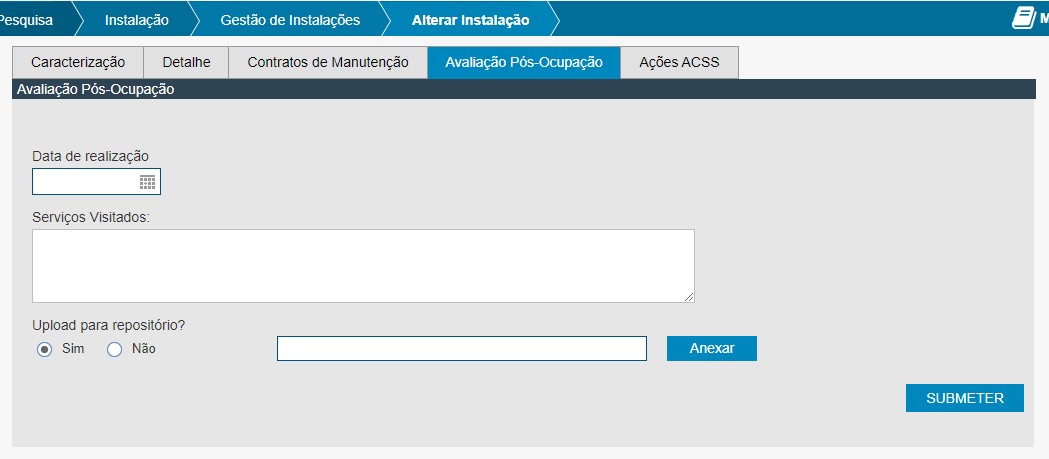 Pesquisa Instalação Gestão de Instalações Alterar Instalação M
Caracterização Detalhe Contratos de Manutenção Avaliação Pós-Ocupação Ações ACSS
Avaliação Pós-Ocupação
Data de realização
Serviços Visitados:
Upload para repositório?
Sim Não Anexar
SUBMETER